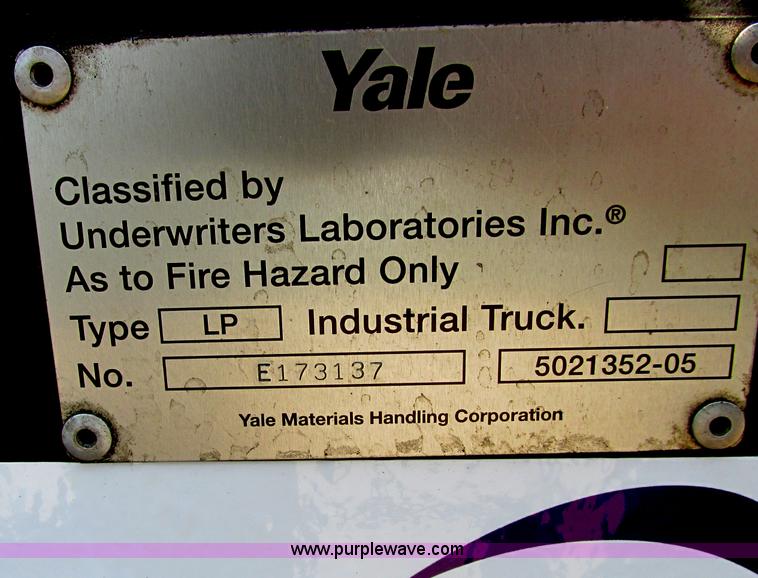 Yale
Classified by
Underwriters Laboratories Inc.®
As to Fire Hazard Only
Type LP Industrial Truck.
No. E173137 5021352-05
Yale Materials Handling Corporation
www.purplewave.com